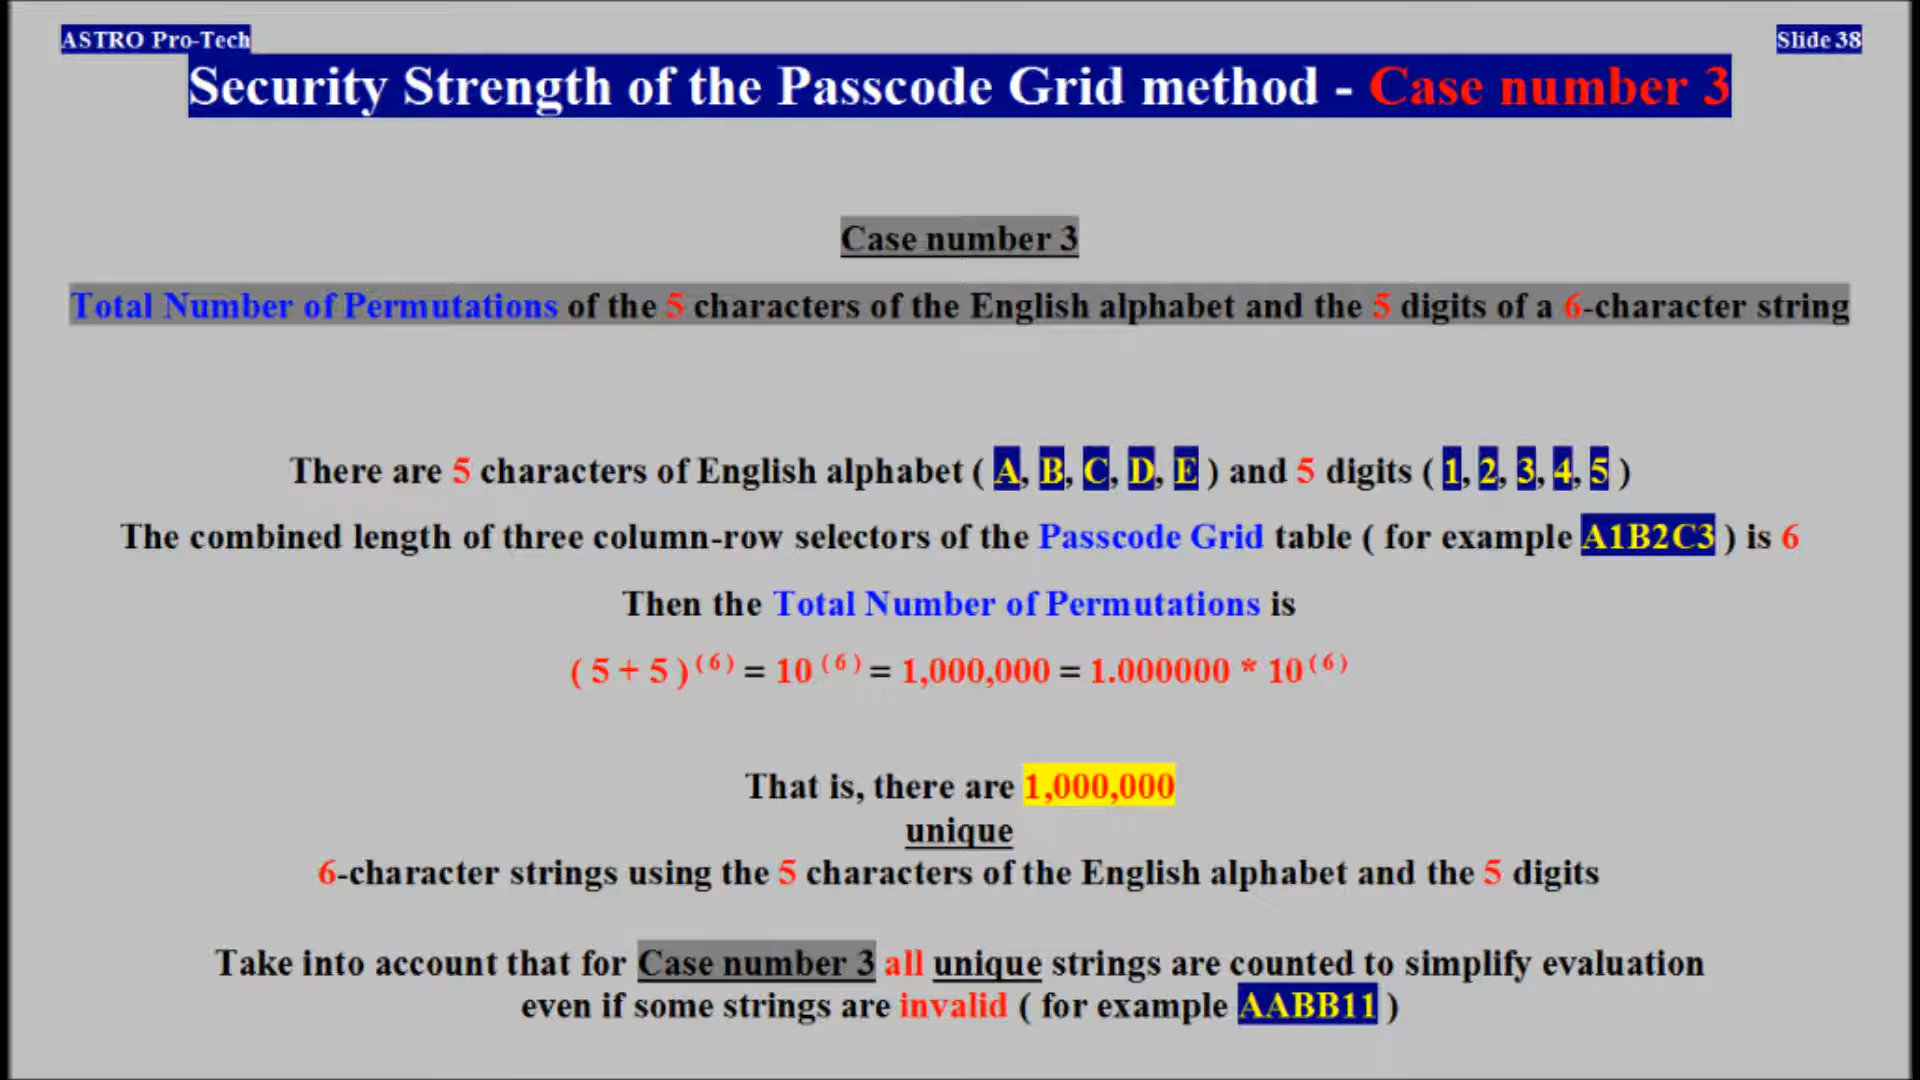 ASTRO Pro-Tech
Slide 38
Security Strength of the Passcode Grid method - Case number 3
Case number 3
Total Number of Permutations of the 5 characters of the English alphabet and the 5 digits of a 6-character string
There are 5 characters of English alphabet ( A, B, C, D, E ) and 5 digits ( 1, 2, 3, 4, 5 )
The combined length of three column-row selectors of the Passcode Grid table ( for example A1B2C3 ) is 6
Then the Total Number of Permutations is
( 5 + 5 ) ( 6 ) = 10 ( 6 ) = 1,000,000 = 1.000000 * 10 ( 6 )
That is, there are 1,000,000
unique
6-character strings using the 5 characters of the English alphabet and the 5 digits
Take into account that for Case number 3 all unique strings are counted to simplify evaluation
even if some strings are invalid ( for example AABB11 )